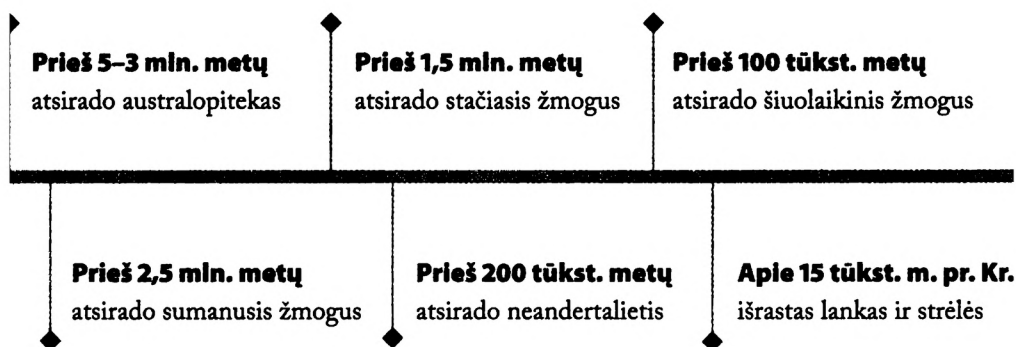 Prieš 5–3 mln. metų
atsirado australopitekas
Prieš 1,5 mln. metų
atsirado stačiasis žmogus
Prieš 100 tūkst. metų
atsirado šiuolaikinis žmogus
Prieš 2,5 mln. metų
atsirado sumanusis žmogus
Prieš 200 tūkst. metų
atsirado neandertalietis
Apie 15 tūkst. m. pr. Kr.
išrastas lankas ir strėlės